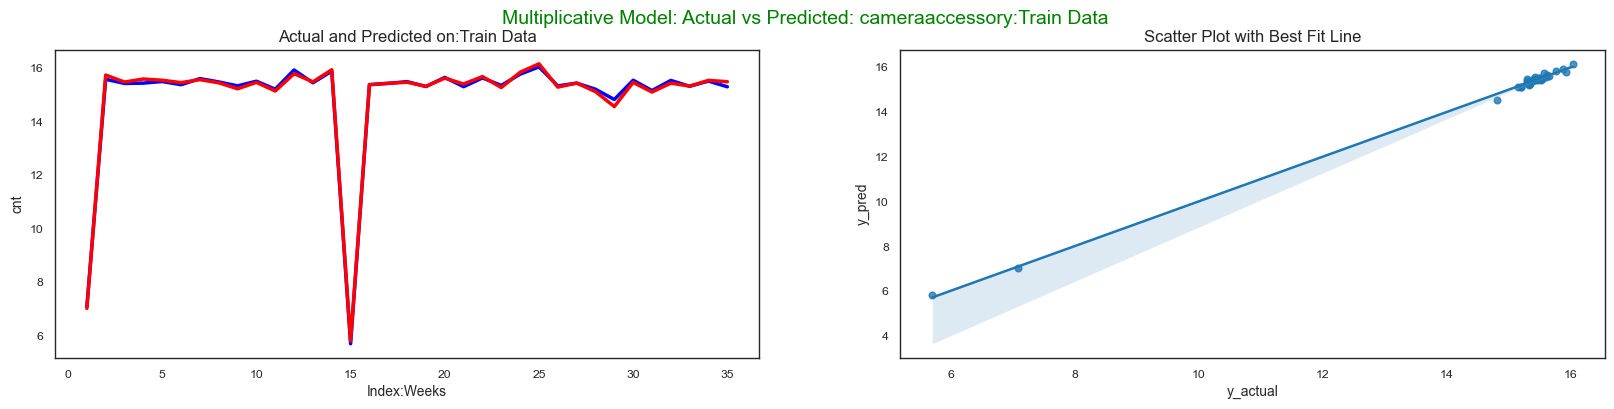 Multiplicative Model: Actual vs Predicted: cameraaccessory:Train Data
Actual and Predicted on:Train Data
16
14
12
10
8
6
cnt
0 5 10 15 20 25 30 35
Index:Weeks
Scatter Plot with Best Fit Line
16
14
12
10
8
6
4
y_pred
6 8 10 12 14 16
y_actual